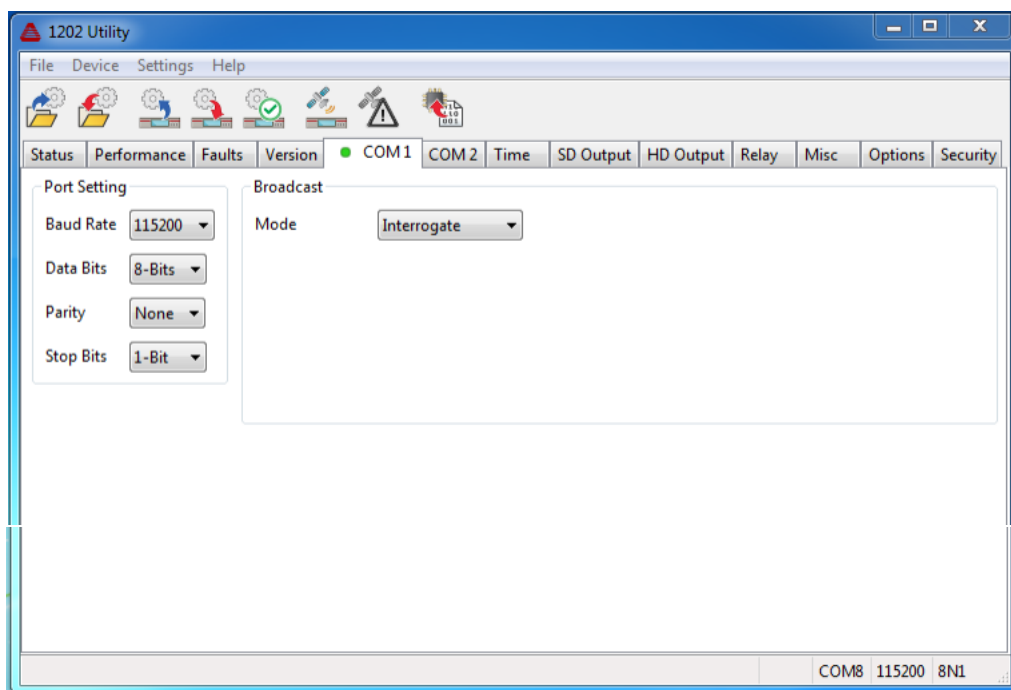 1202 Utility
File Device Settings Help
Status Performance Faults Version COM 1 COM 2 Time SD Output HD Output Relay Misc Options Security
Port Setting
Baud Rate 115200
Data Bits 8-Bits
Parity None
Stop Bits 1-Bit
Broadcast
Mode Interrogate
COM8 115200 8N1